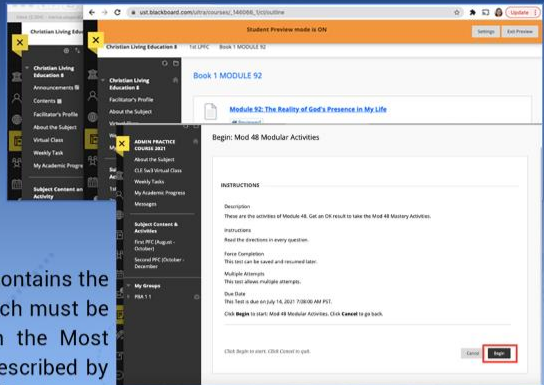 ust.blackboard.com/ultra/courses/_146086_1/cl/outline
Update
Student Preview mode is ON
Settings
Exit Preview
Christian Living Education 8
1st LPFC
Book 1 MODULE 92
Christian Living
Education 8
Announcements
Contents
Facilitator's Profile
About the Subject
Virtual Class
Weekly Task
My Academic Progre
Subject Content an
Activity
Christian Living
Education 8
Facilitator's Profile
About the Subject
Book 1 MODULE 92
Module 92: The Reality of God's Presence in My Life
Reviewed
ADMIN PRACTICE
COURSE 2021
About the Subject
CLE 5w3 Virtual Class
Weekly Tasks
My Academic Progress
Messages
Subject Content &
Activities
First PFC (August -
October)
Second PFC (October -
December
My Groups
PBA 1 1
Begin: Mod 48 Modular Activities
INSTRUCTIONS
Description
These are the activities of Module 48. Get an OK result to take the Mod 48 Mastery Activities.
Instructions
Read the directions in every question.
Force Completion
This test can be saved and resumed later.
Multiple Attempts
This test allows multiple attempts.
Due Date
This Test is due on July 14, 2021 7:08:00 AM PST.
Click Begin to start: Mod 48 Modular Activities. Click Cancel to go back.
Click Begin to start. Click Cancel to quit.
Cancel
Begin
ontains the
ch must be
n the Most
escribed by